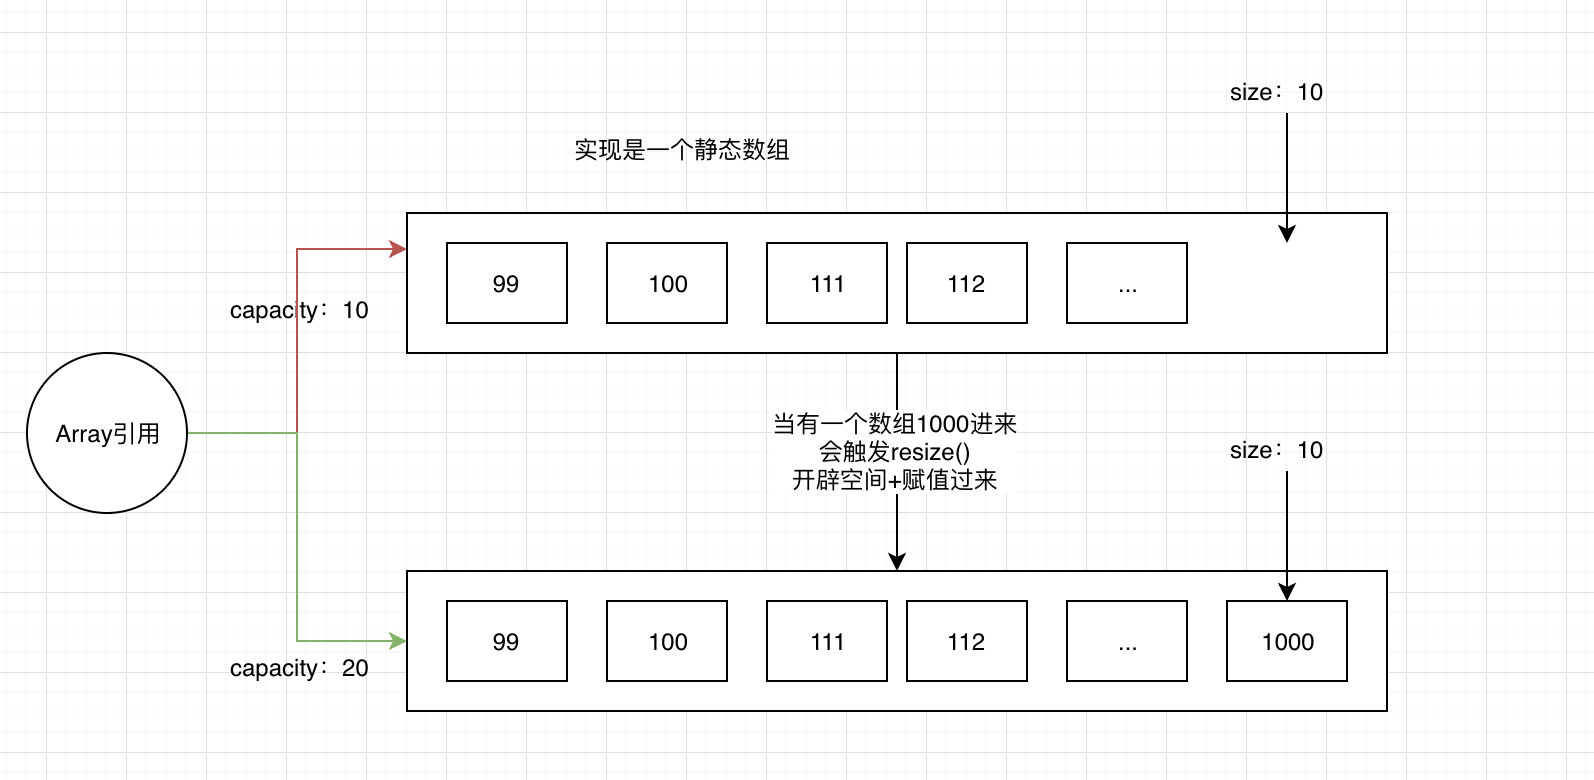 size：10
实现是一个静态数组
99
100
111
112
...
capacity：10
Array引用
当有一个数组1000进来
会触发resize()
开辟空间+赋值过来
size：10
99
100
111
112
...
1000
capacity：20